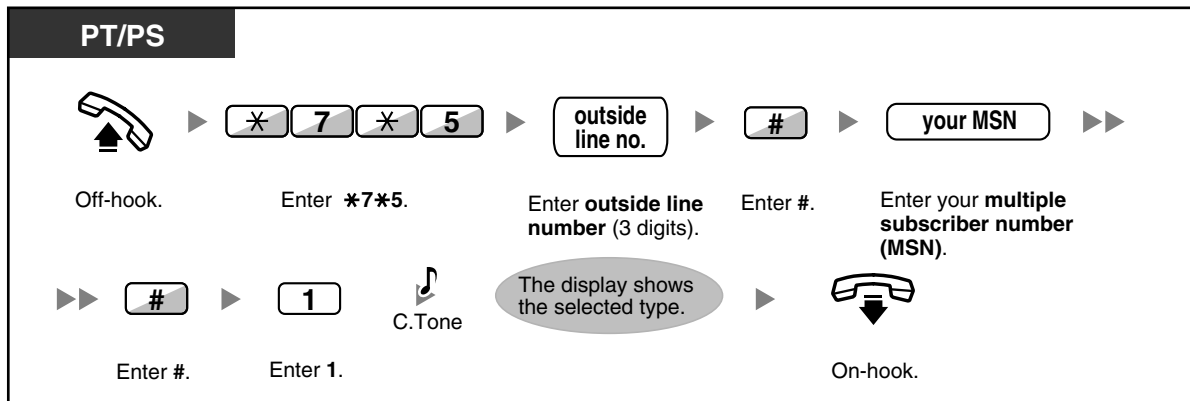 PT/PS
* 7 * 5
outside
line no.
#
your MSN
Off-hook.
Enter *7*5.
Enter outside line
number (3 digits).
Enter #.
Enter your multiple
subscriber number
(MSN).
#
1
C.Tone
The display shows
the selected type.
Enter #.
Enter 1.
On-hook.